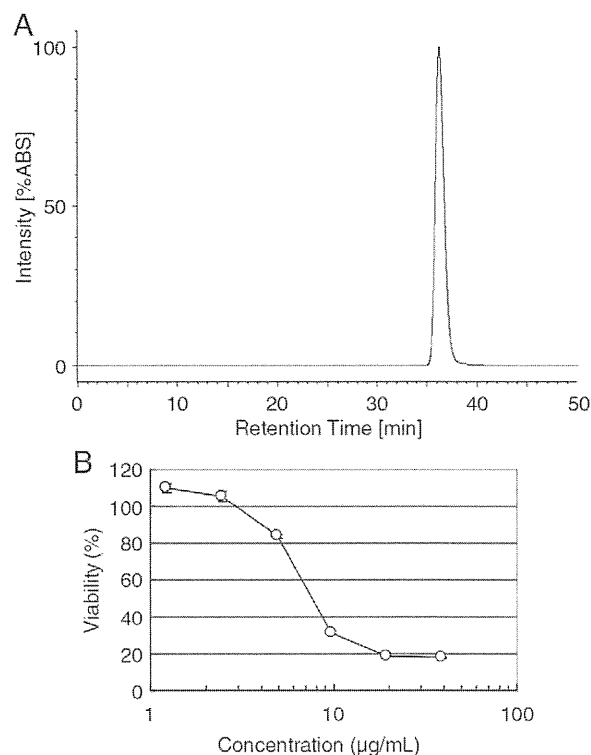 A
100
50
0
Intensity [%ABS]
0 10 20 30 40 50
Retention Time [min]
B
120
100
80
60
40
20
0
Viability (%)
1 10 100
Concentration (µg/mL)